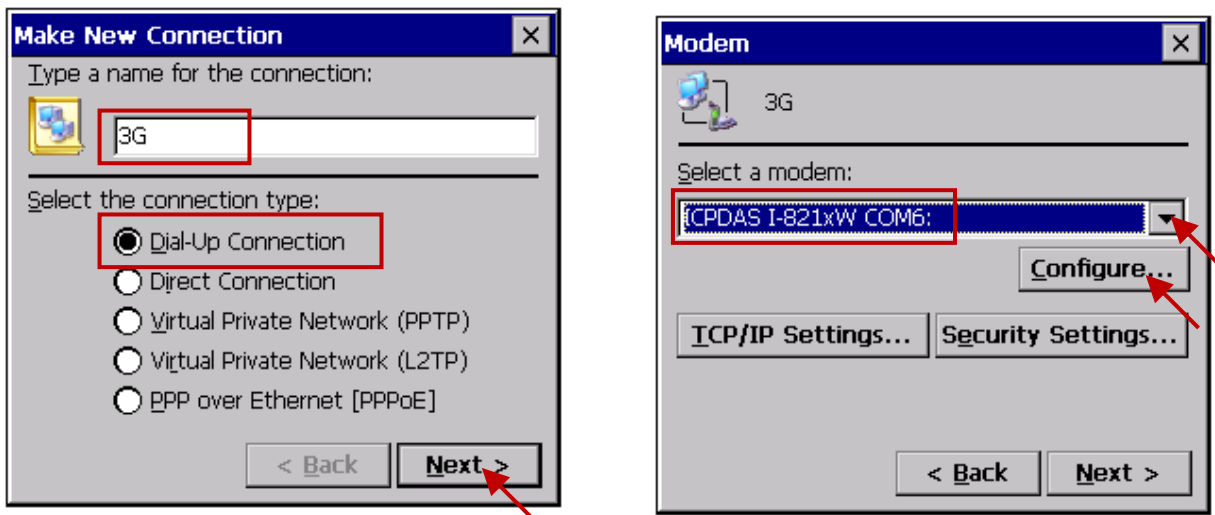 Make New Connection
Type a name for the connection:
3G
Select the connection type:
Dial-Up Connection
Direct Connection
Virtual Private Network (PPTP)
Virtual Private Network (L2TP)
PPP over Ethernet [PPPoE]
< Back
Next >
Modem
3G
Select a modem:
ICPDAS I-821xW COM6:
Configure...
TCP/IP Settings...
Security Settings...
< Back
Next >